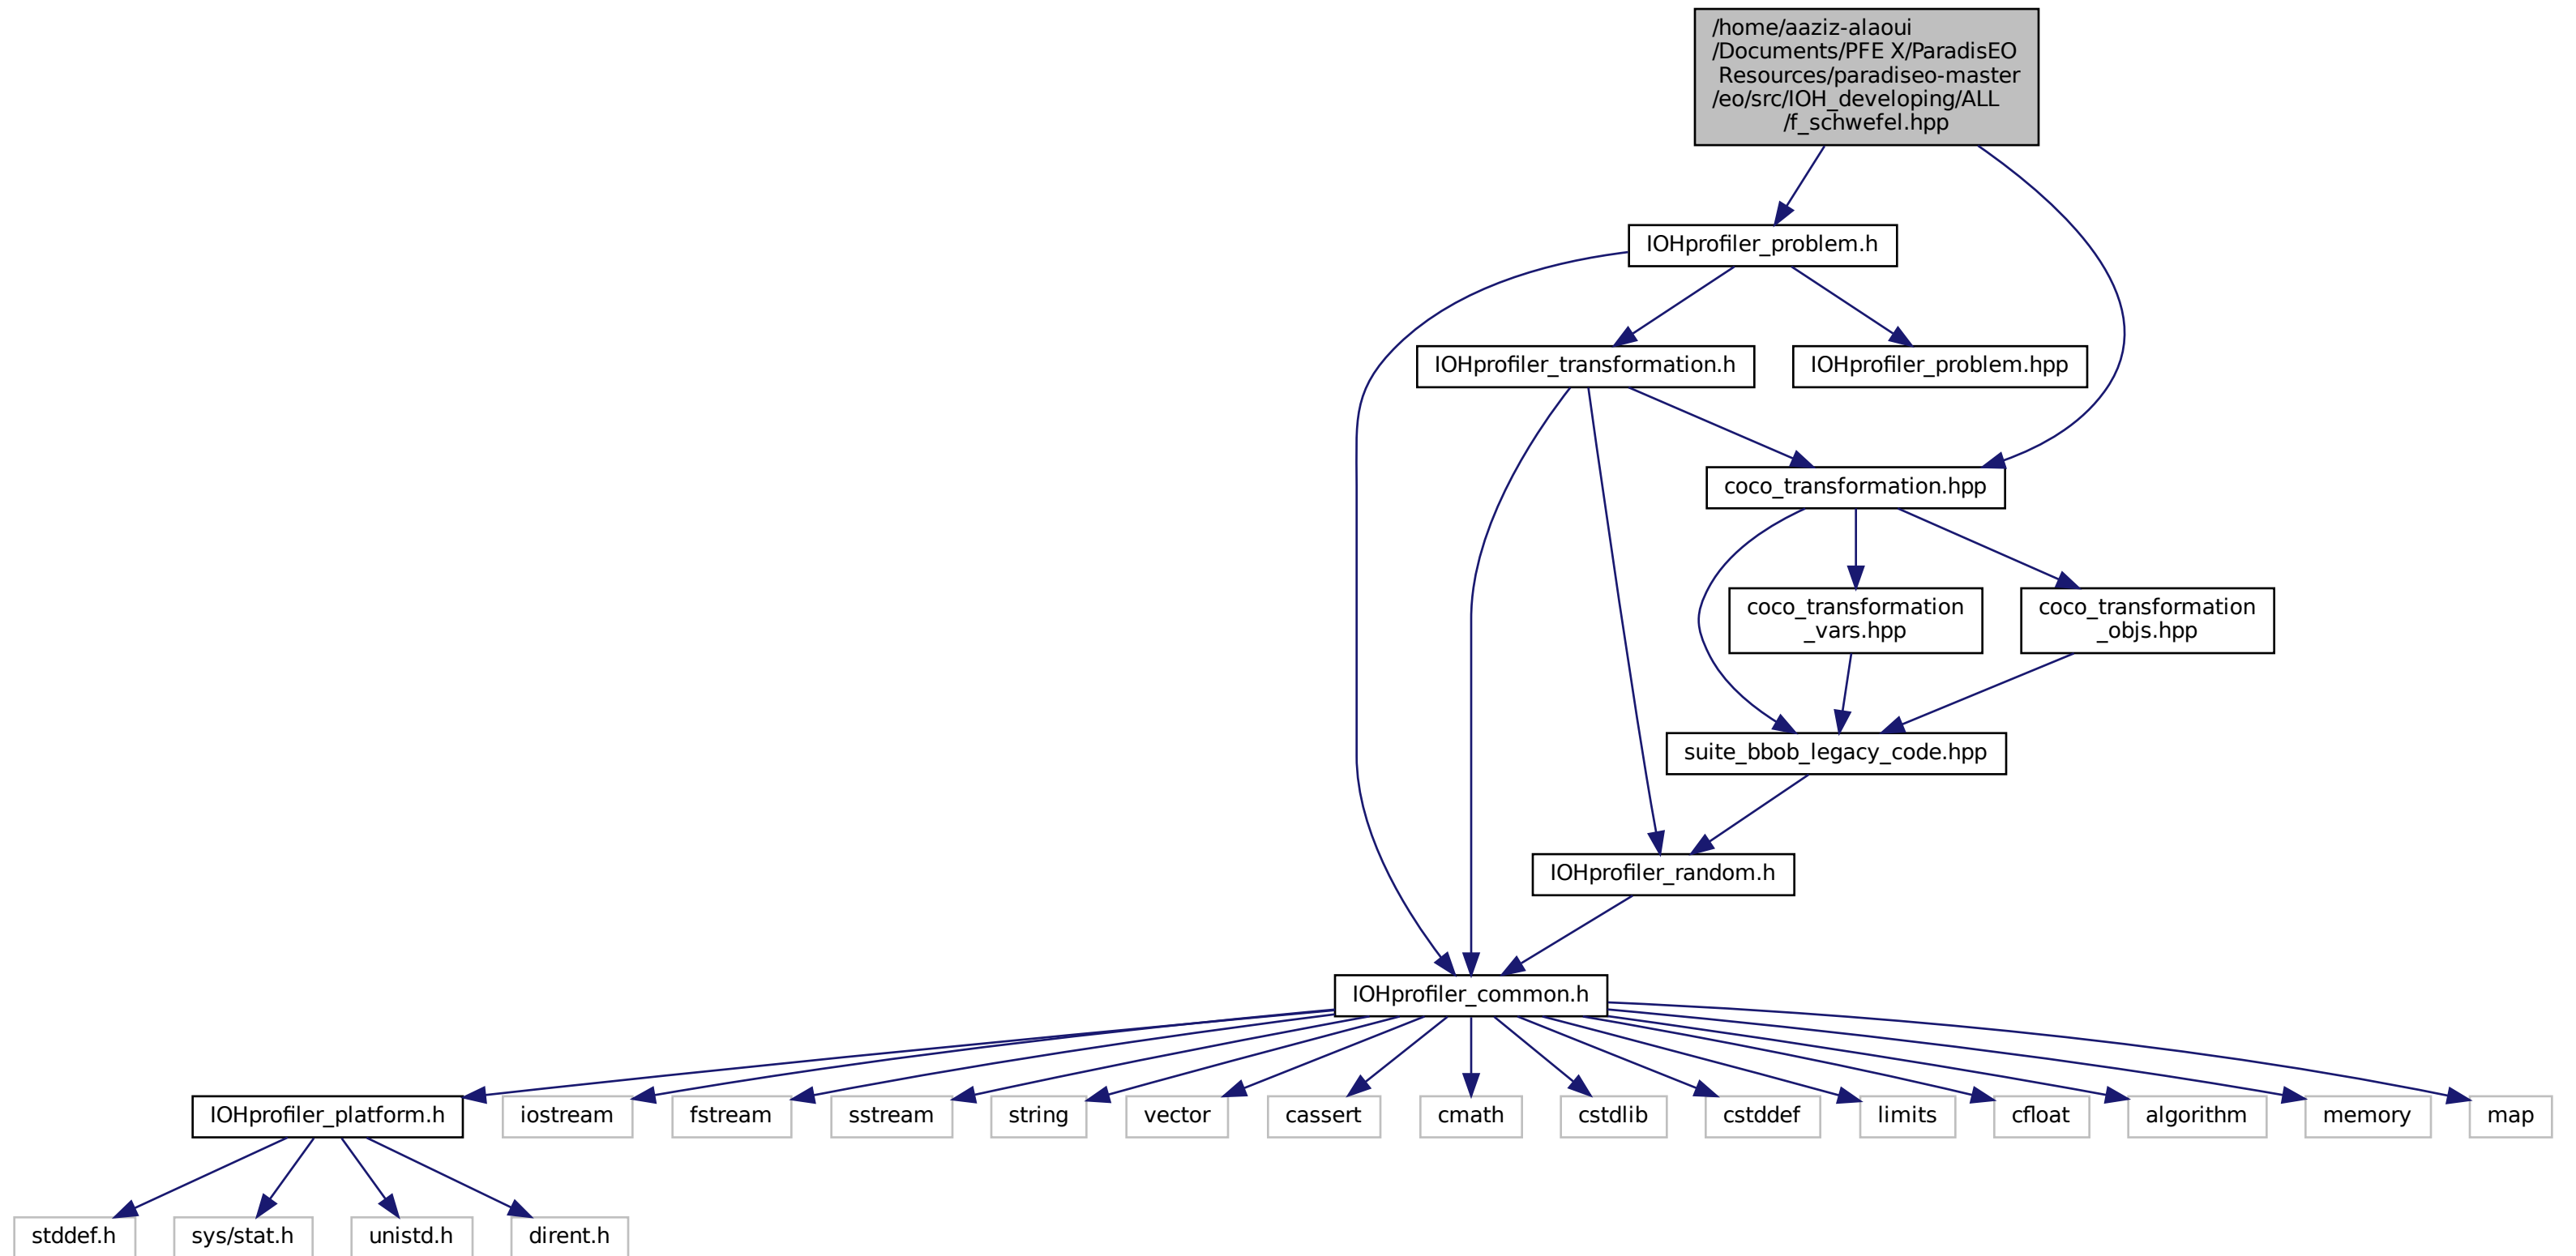 /home/aaziz-alaoui
/Documents/PFE X/ParadisEO
Resources/paradiseo-master
/eo/src/IOH_developing/ALL
/f_schwefel.hpp
IOHprofiler_problem.h
IOHprofiler_transformation.h
IOHprofiler_problem.hpp
coco_transformation.hpp
coco_transformation
_vars.hpp
coco_transformation
_objs.hpp
suite_bbob_legacy_code.hpp
IOHprofiler_random.h
IOHprofiler_common.h
IOHprofiler_platform.h
iostream
fstream
sstream
string
vector
cassert
cmath
cstdlib
cstddef
limits
cfloat
algorithm
memory
map
stddef.h
sys/stat.h
unistd.h
dirent.h